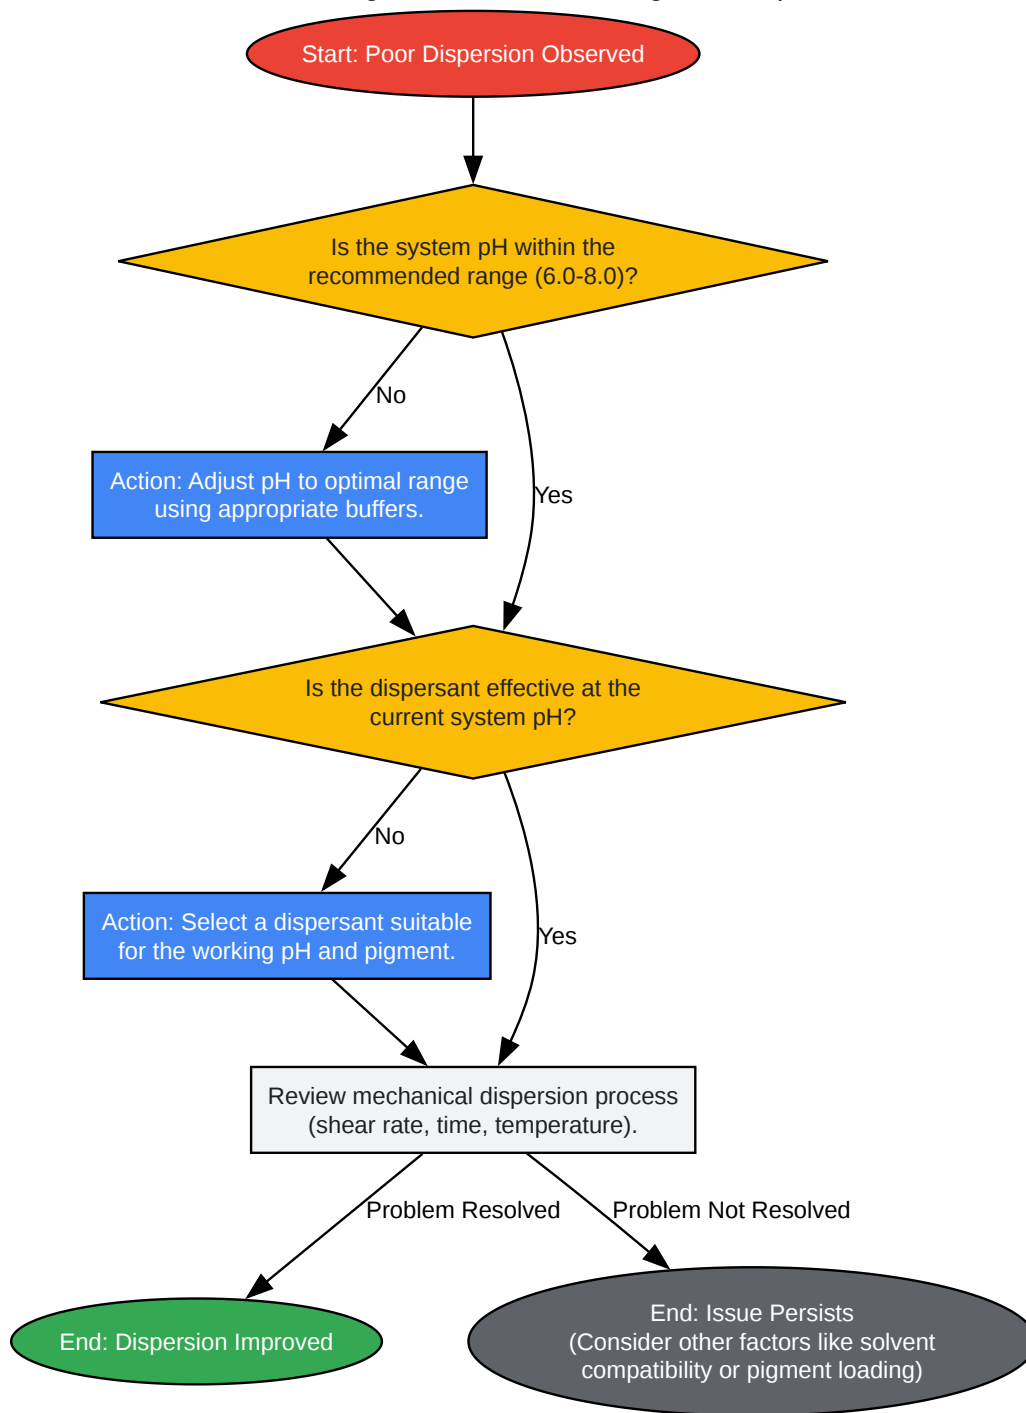 Start: Poor Dispersion Observed
Is the system pH within the
recommended range (6.0-8.0)?
No
Yes
Action: Adjust pH to optimal range
using appropriate buffers.
Is the dispersant effective at the
current system pH?
No
Yes
Action: Select a dispersant suitable
for the working pH and pigment.
Review mechanical dispersion process
(shear rate, time, temperature).
Problem Resolved
Problem Not Resolved
End: Dispersion Improved
End: Issue Persists
(Consider other factors like solvent
compatibility or pigment loading)